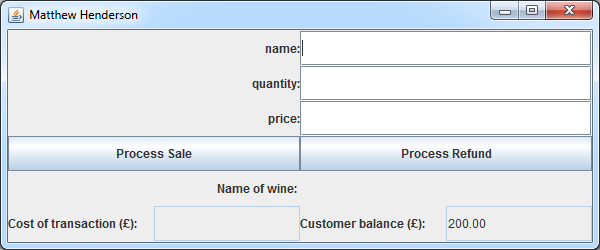 Matthew Henderson
name:
quantity:
price:
Process Sale Process Refund
Name of wine:
Cost of transaction (£): Customer balance (£): 200.00